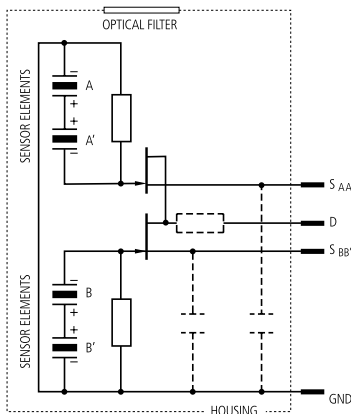 OPTICAL FILTER
SENSOR ELEMENTS
−
A
+
+
A'
−
S AA'
D
S BB'
SENSOR ELEMENTS
−
B
+
+
B'
−
GND
HOUSING